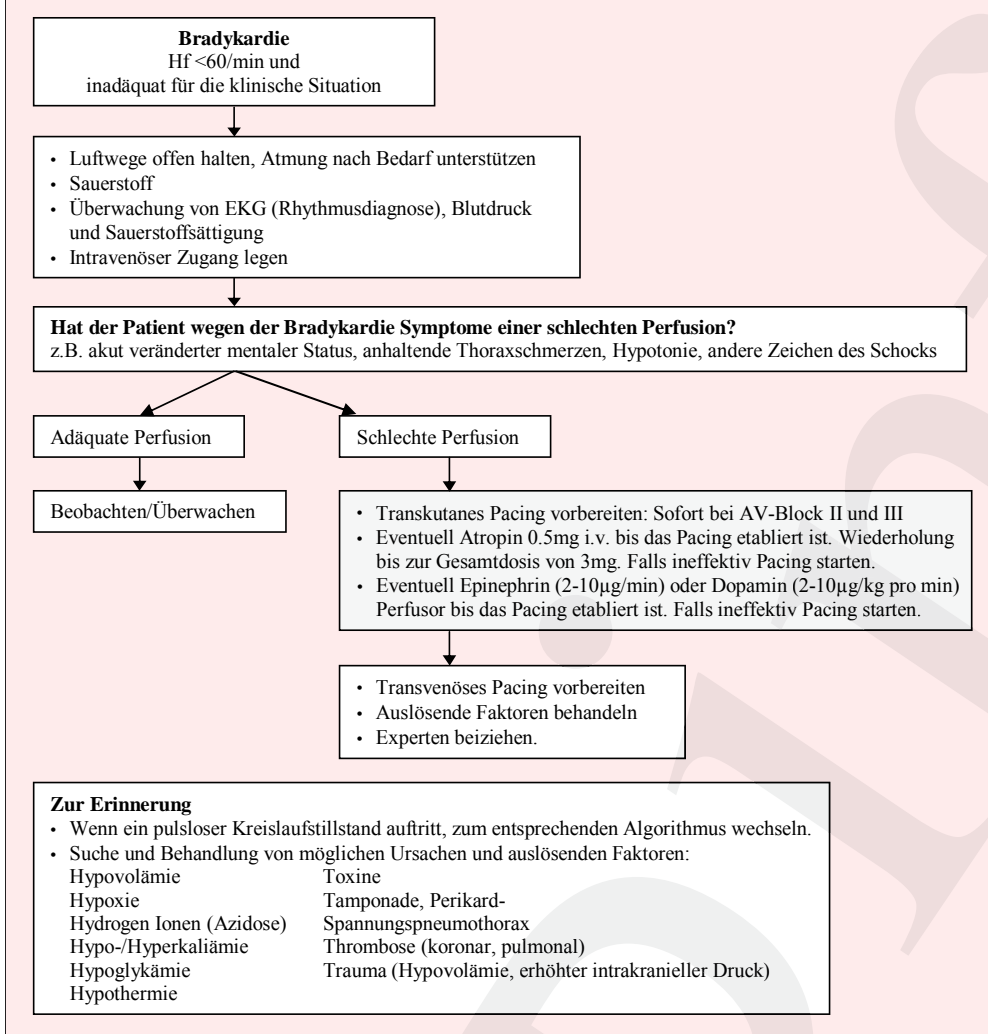 Bradykardie
Hf <60/min und
inadäquat für die klinische Situation
• Luftwege offen halten, Atmung nach Bedarf unterstützen
• Sauerstoff
• Überwachung von EKG (Rhythmusdiagnose), Blutdruck
und Sauerstoffsättigung
• Intravenöser Zugang legen
Hat der Patient wegen der Bradykardie Symptome einer schlechten Perfusion?
z.B. akut veränderter mentaler Status, anhaltende Thoraxschmerzen, Hypotonie, andere Zeichen des Schocks
Adäquate Perfusion
Schlechte Perfusion
Beobachten/Überwachen
• Transkutanes Pacing vorbereiten: Sofort bei AV-Block II und III
• Eventuell Atropin 0.5mg i.v. bis das Pacing etabliert ist. Wiederholung
bis zur Gesamtdosis von 3mg. Falls ineffektiv Pacing starten.
• Eventuell Epinephrin (2-10µg/min) oder Dopamin (2-10µg/kg pro min)
Perfusor bis das Pacing etabliert ist. Falls ineffektiv Pacing starten.
• Transvenöses Pacing vorbereiten
• Auslösende Faktoren behandeln
• Experten beiziehen.
Zur Erinnerung
• Wenn ein pulsloser Kreislaufstillstand auftritt, zum entsprechenden Algorithmus wechseln.
• Suche und Behandlung von möglichen Ursachen und auslösenden Faktoren:
Hypovolämie Toxine
Hypoxie Tamponade, Perikard-
Hydrogen Ionen (Azidose) Spannungspneumothorax
Hypo-/Hyperkaliämie Thrombose (koronar, pulmonal)
Hypoglykämie Trauma (Hypovolämie, erhöhter intrakranieller Druck)
Hypothermie